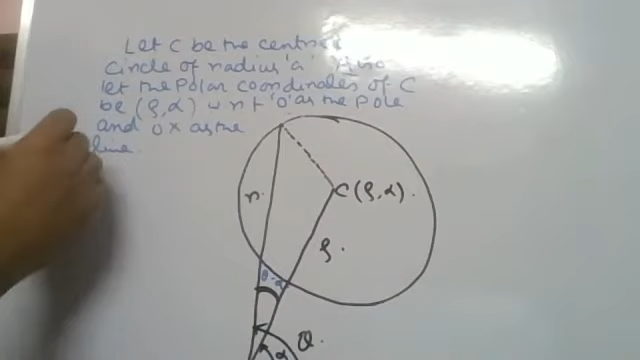 Let C be the centre
Circle of radius 'a'
let the Polar coordinates of C
be (ρ,α) w r t 'O' as the Pole
and OX as the
line.
r
C(ρ,α).
ρ.
θ-α
θ.
α